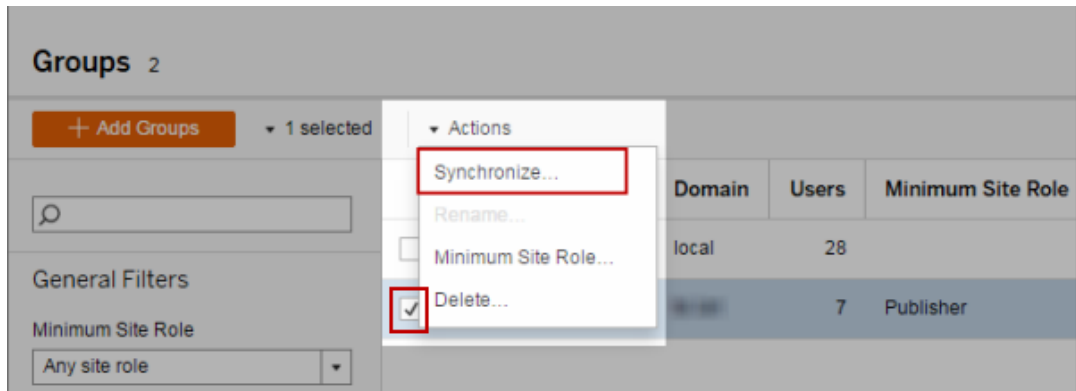 Groups 2
+ Add Groups
1 selected
Actions
Synchronize...
Rename...
Minimum Site Role...
Delete...
Domain Users Minimum Site Role
local 28
7 Publisher
General Filters
Minimum Site Role
Any site role